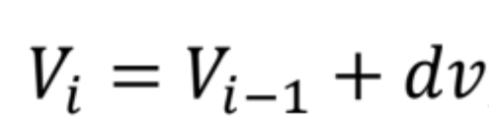 Vᵢ = Vᵢ₋₁ + dv